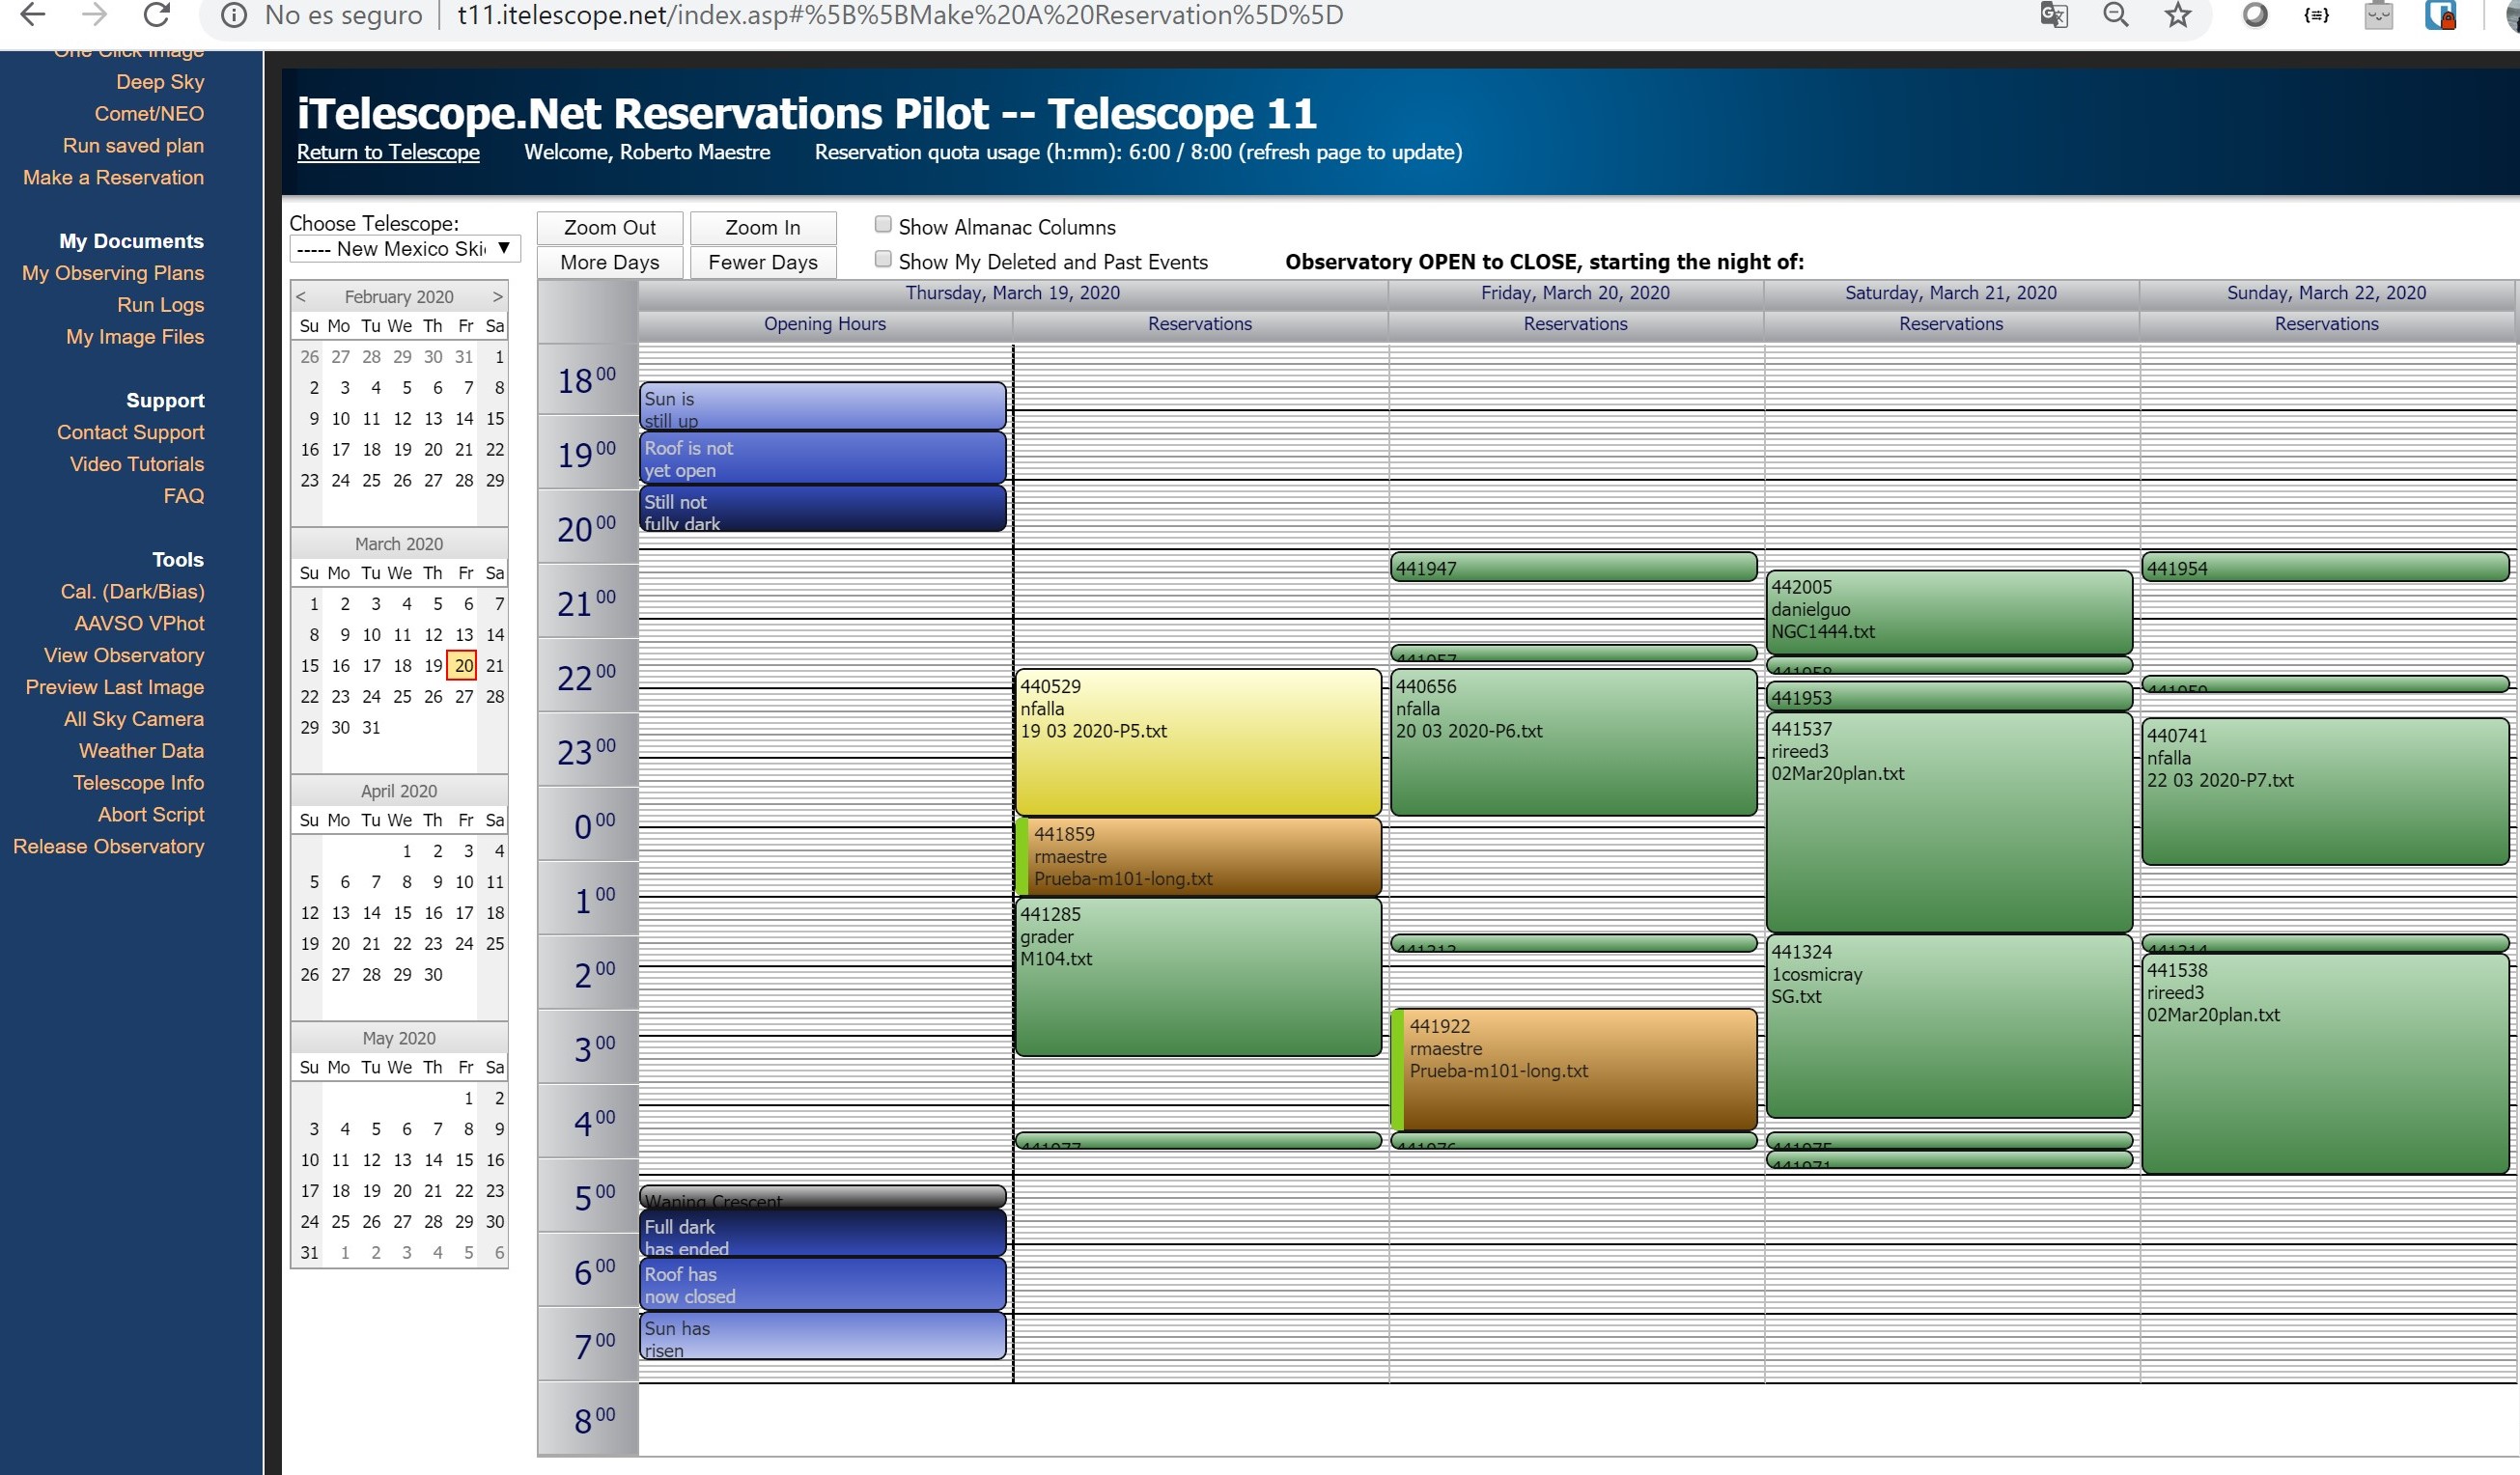 No es seguro
t11.itelescope.net/index.asp#%5B%5BMake%20A%20Reservation%5D%5D
One Click Image
Deep Sky
Comet/NEO
Run saved plan
Make a Reservation
My Documents
My Observing Plans
Run Logs
My Image Files
Support
Contact Support
Video Tutorials
FAQ
Tools
Cal. (Dark/Bias)
AAVSO VPhot
View Observatory
Preview Last Image
All Sky Camera
Weather Data
Telescope Info
Abort Script
Release Observatory
iTelescope.Net Reservations Pilot -- Telescope 11
Return to Telescope Welcome, Roberto Maestre Reservation quota usage (h:mm): 6:00 / 8:00 (refresh page to update)
Choose Telescope:
----- New Mexico Ski
Zoom Out Zoom In
More Days Fewer Days
Show Almanac Columns
Show My Deleted and Past Events
Observatory OPEN to CLOSE, starting the night of:
< February 2020 >
Su Mo Tu We Th Fr Sa
26 27 28 29 30 31 1
2 3 4 5 6 7 8
9 10 11 12 13 14 15
16 17 18 19 20 21 22
23 24 25 26 27 28 29
March 2020
Su Mo Tu We Th Fr Sa
1 2 3 4 5 6 7
8 9 10 11 12 13 14
15 16 17 18 19 20 21
22 23 24 25 26 27 28
29 30 31
April 2020
Su Mo Tu We Th Fr Sa
1 2 3 4
5 6 7 8 9 10 11
12 13 14 15 16 17 18
19 20 21 22 23 24 25
26 27 28 29 30
May 2020
Su Mo Tu We Th Fr Sa
1 2
3 4 5 6 7 8 9
10 11 12 13 14 15 16
17 18 19 20 21 22 23
24 25 26 27 28 29 30
31 1 2 3 4 5 6
Thursday, March 19, 2020 Friday, March 20, 2020 Saturday, March 21, 2020 Sunday, March 22, 2020
Opening Hours Reservations Reservations Reservations Reservations
18 00
19 00
20 00
21 00
22 00
23 00
0 00
1 00
2 00
3 00
4 00
5 00
6 00
7 00
8 00
Sun is
still up
Roof is not
yet open
Still not
fully dark
Waning Crescent
Full dark
has ended
Roof has
now closed
Sun has
risen
440529
nfalla
19 03 2020-P5.txt
441859
rmaestre
Prueba-m101-long.txt
441285
grader
M104.txt
441947
440656
nfalla
20 03 2020-P6.txt
441922
rmaestre
Prueba-m101-long.txt
442005
danielguo
NGC1444.txt
441953
441537
rireed3
02Mar20plan.txt
441324
1cosmicray
SG.txt
441954
440741
nfalla
22 03 2020-P7.txt
441538
rireed3
02Mar20plan.txt